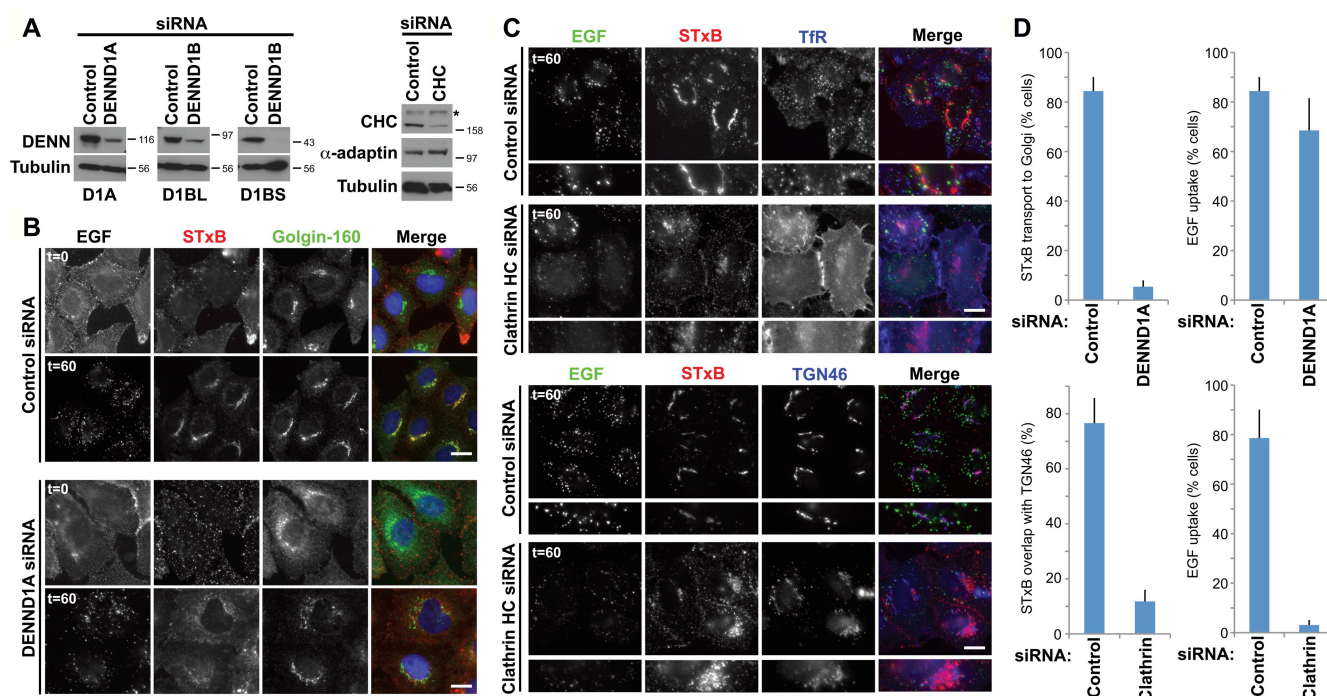 A
siRNA
Control
DENND1A
Control
DENND1B
Control
DENND1B
DENN
116
97
43
Tubulin
56
56
56
D1A
D1BL
D1BS
siRNA
Control
CHC
CHC
*
158
α-adaptin
97
Tubulin
56
B
EGF
STxB
Golgin-160
Merge
Control siRNA
t=0
t=60
DENND1A siRNA
t=0
t=60
C
EGF
STxB
TfR
Merge
Control siRNA
t=60
Clathrin HC siRNA
t=60
EGF
STxB
TGN46
Merge
Control siRNA
t=60
Clathrin HC siRNA
t=60
D
STxB transport to Golgi (% cells)
100
80
60
40
20
0
siRNA:
Control
DENND1A
EGF uptake (% cells)
100
80
60
40
20
0
siRNA:
Control
DENND1A
STxB overlap with TGN46 (%)
100
80
60
40
20
0
siRNA:
Control
Clathrin
EGF uptake (% cells)
100
80
60
40
20
0
siRNA:
Control
Clathrin